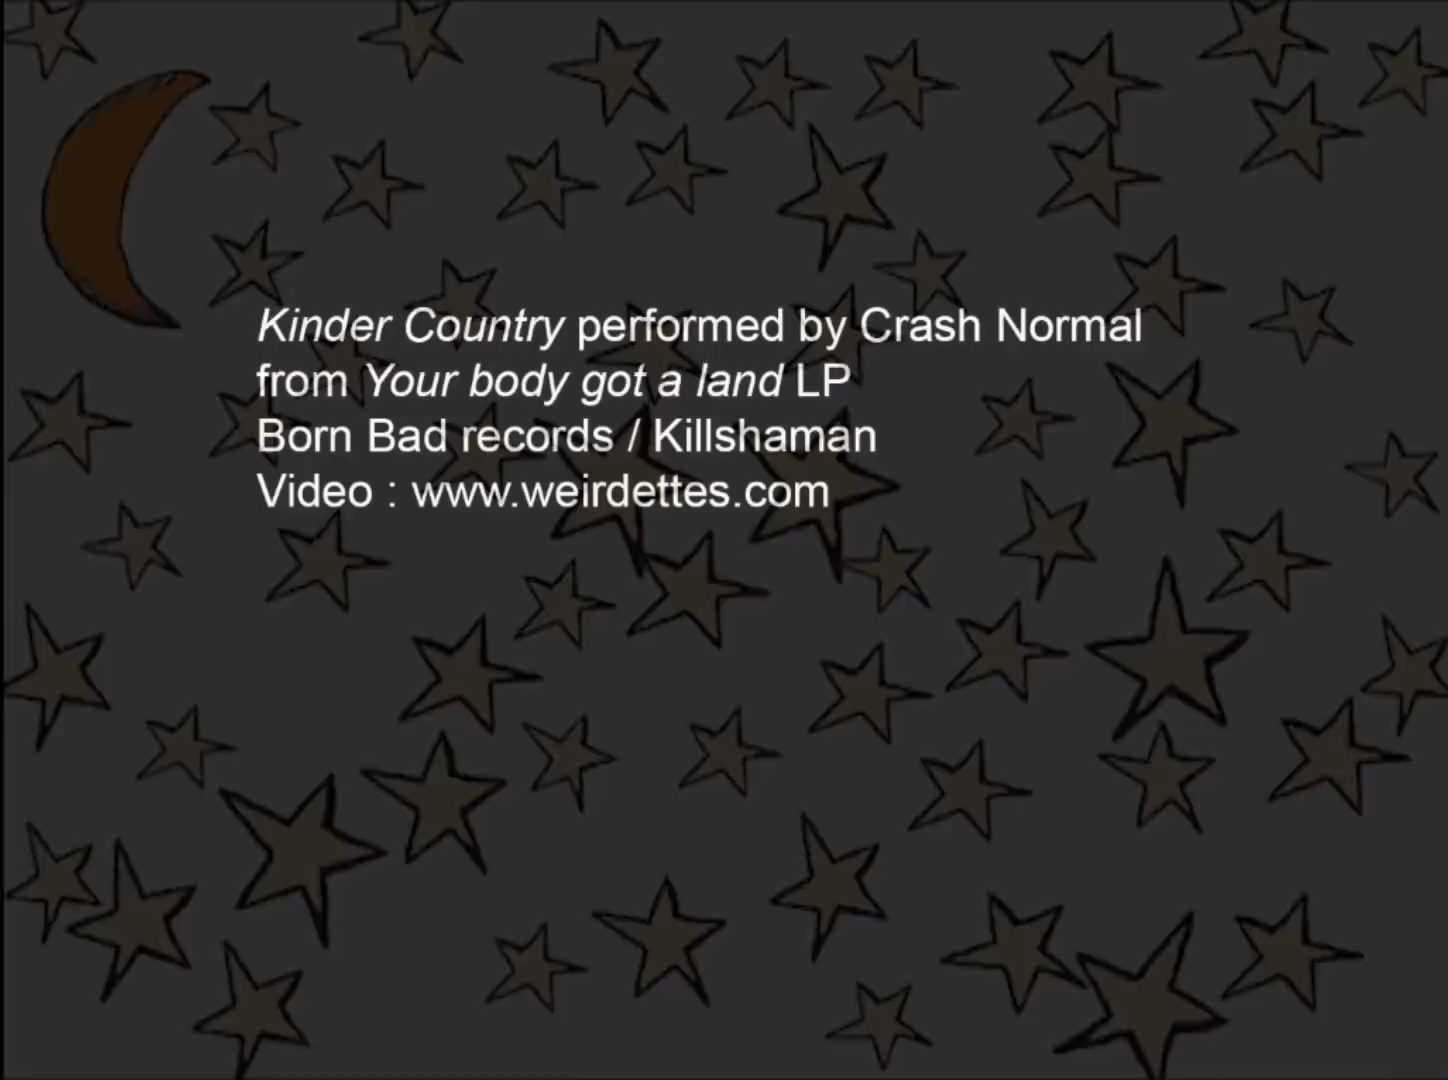 Kinder Country performed by Crash Normal
from Your body got a land LP
Born Bad records / Killshaman
Video : www.weirdettes.com